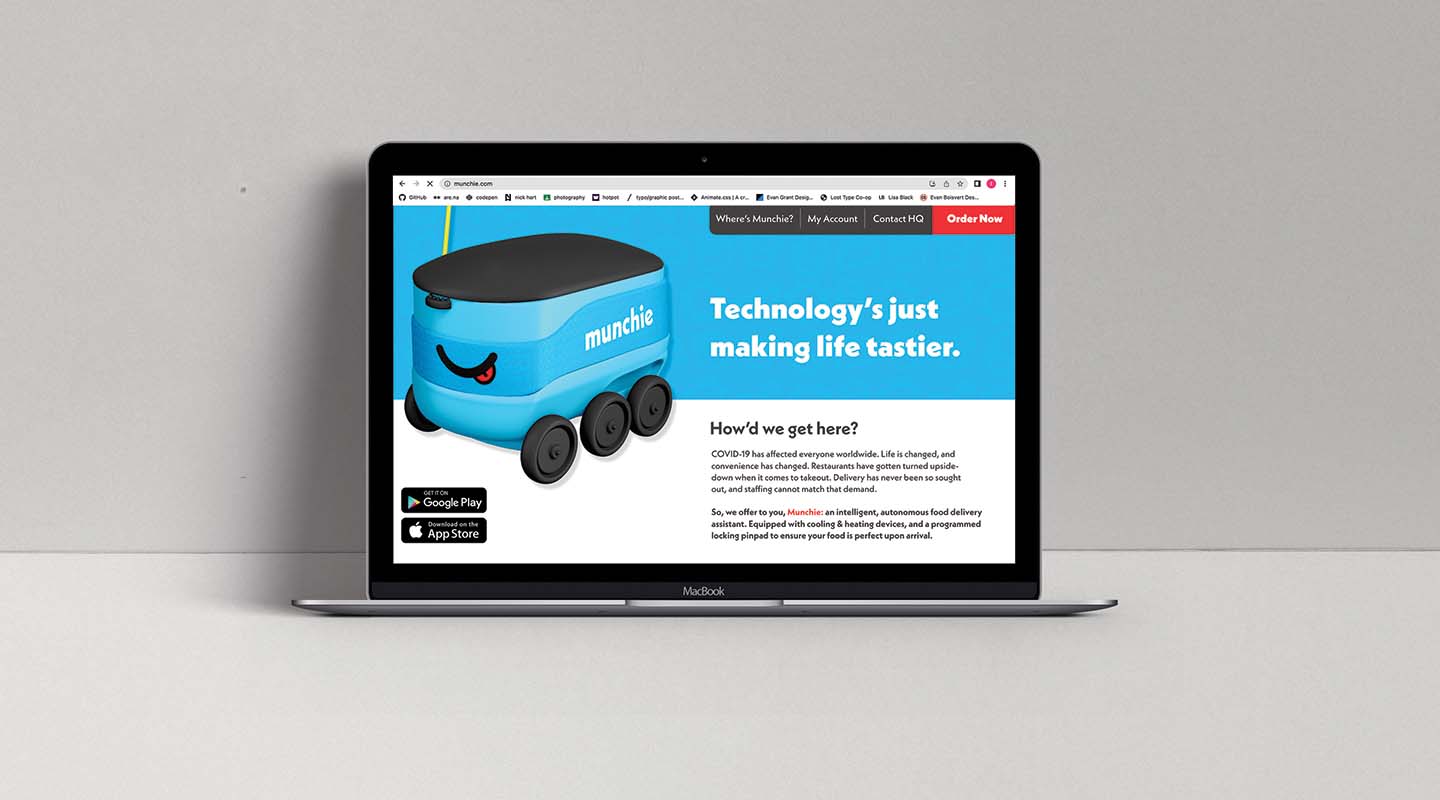 munchie.com
GitHub are.na codepen nick hart photography hotpot typo/graphic post... Animate.css | A cr... Evan Grant Desig... Lost Type Co-op Lisa Black Evan Boisvert Des...
Where's Munchie? My Account Contact HQ Order Now
munchie
Technology's just
making life tastier.
How'd we get here?
COVID-19 has affected everyone worldwide. Life is changed, and
convenience has changed. Restaurants have gotten turned upside-
down when it comes to takeout. Delivery has never been so sought
out, and staffing cannot match that demand.
So, we offer to you, Munchie: an intelligent, autonomous food delivery
assistant. Equipped with cooling & heating devices, and a programmed
locking pinpad to ensure your food is perfect upon arrival.
GET IT ON
Google Play
Download on the
App Store
MacBook